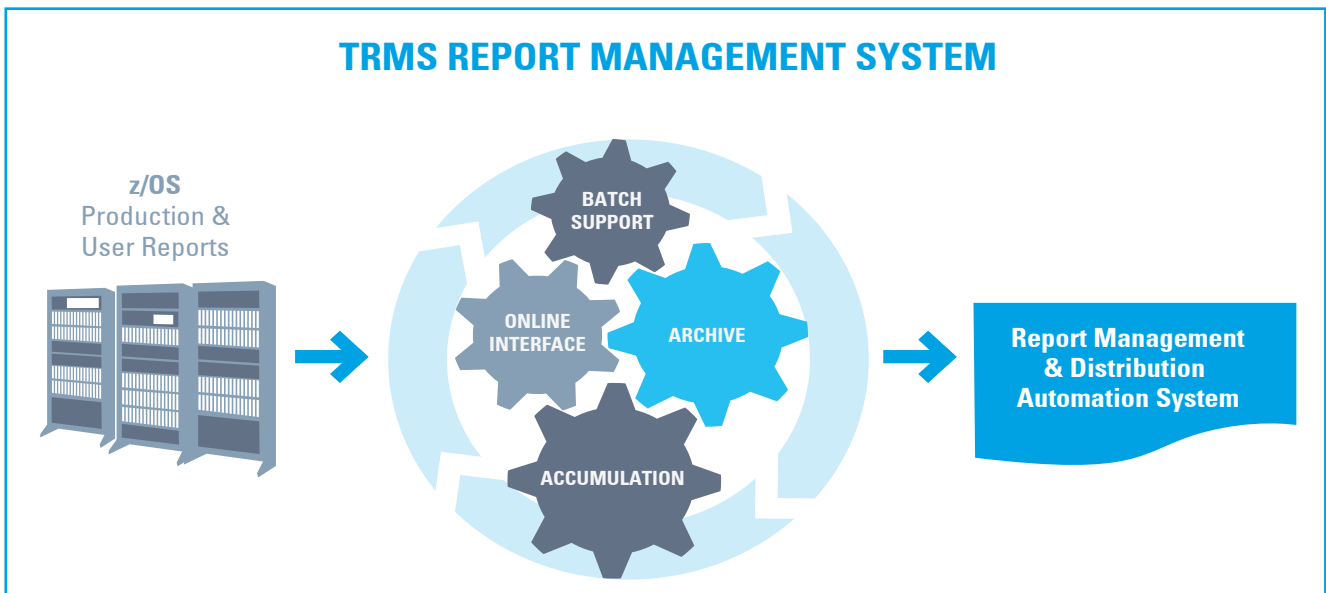 TRMS REPORT MANAGEMENT SYSTEM
z/OS
Production &
User Reports
BATCH
SUPPORT
ONLINE
INTERFACE
ARCHIVE
ACCUMULATION
Report Management
& Distribution
Automation System